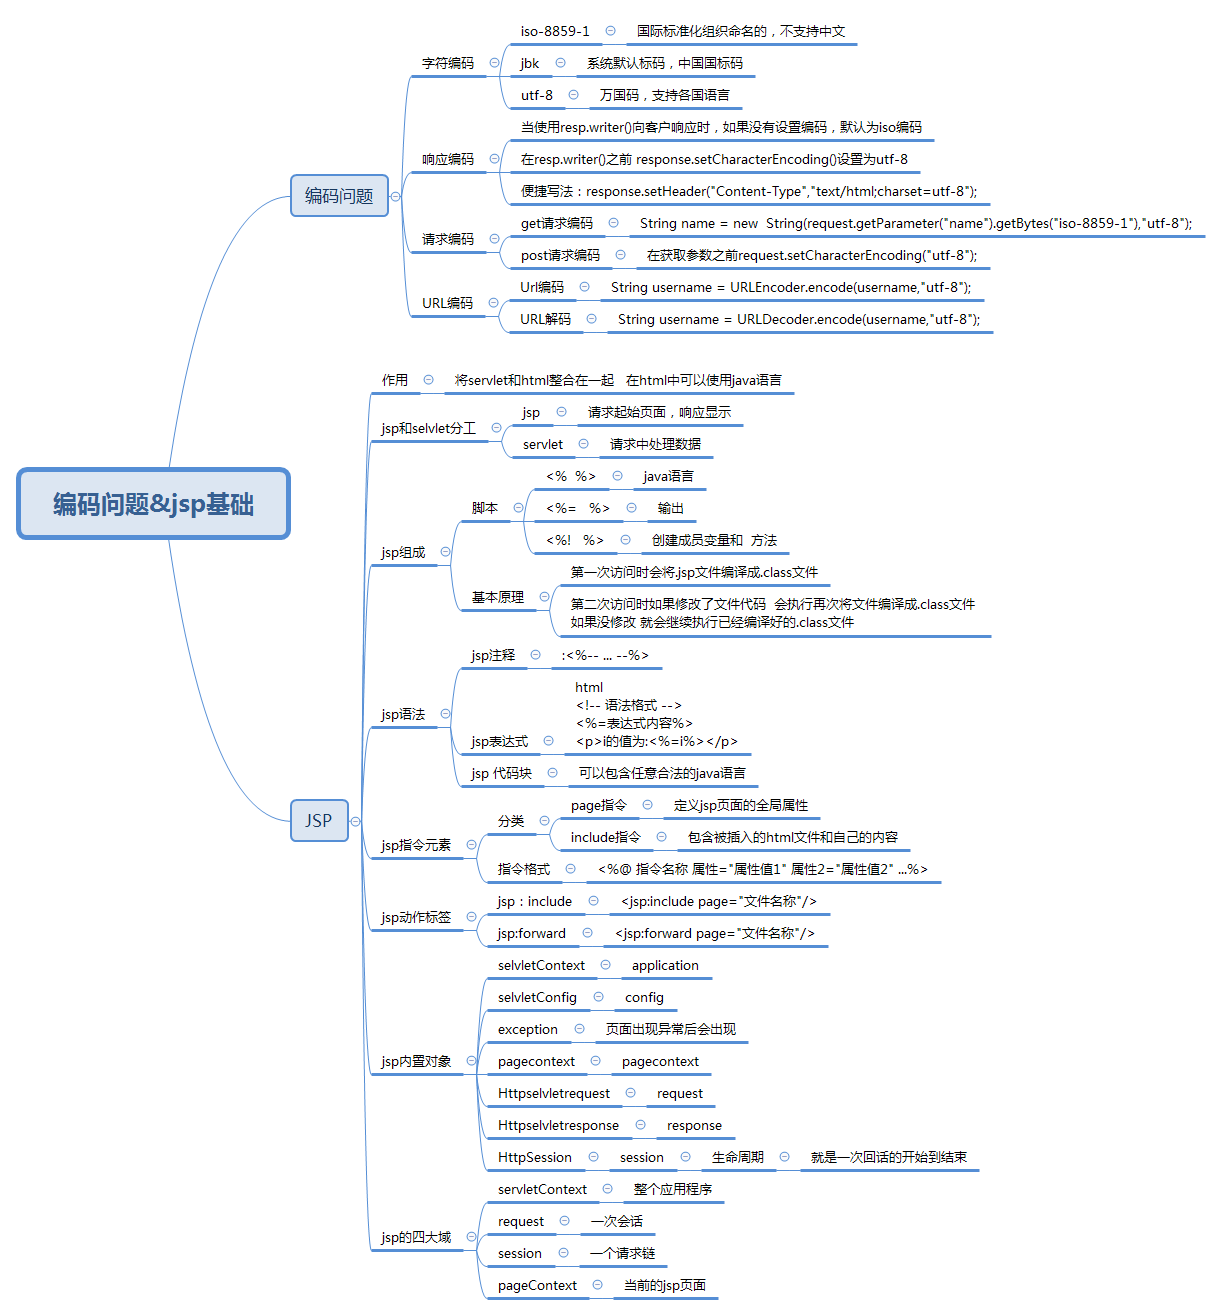 编码问题&jsp基础
编码问题
字符编码
iso-8859-1
国际标准化组织命名的，不支持中文
jbk
系统默认标码，中国国标码
utf-8
万国码，支持各国语言
响应编码
当使用resp.writer()向客户响应时，如果没有设置编码，默认为iso编码
在resp.writer()之前 response.setCharacterEncoding()设置为utf-8
便捷写法：response.setHeader("Content-Type","text/html;charset=utf-8");
请求编码
get请求编码
String name = new  String(request.getParameter("name").getBytes("iso-8859-1"),"utf-8");
post请求编码
在获取参数之前request.setCharacterEncoding("utf-8");
URL编码
Url编码
String username = URLEncoder.encode(username,"utf-8");
URL解码
String username = URLDecoder.encode(username,"utf-8");
JSP
作用
将servlet和html整合在一起   在html中可以使用java语言
jsp和selvlet分工
jsp
请求起始页面，响应显示
servlet
请求中处理数据
jsp组成
脚本
<%  %>
java语言
<%=   %>
输出
<%!   %>
创建成员变量和  方法
基本原理
第一次访问时会将.jsp文件编译成.class文件
第二次访问时如果修改了文件代码  会执行再次将文件编译成.class文件
如果没修改 就会继续执行已经编译好的.class文件
jsp语法
jsp注释
:<%-- ... --%>
jsp表达式
html
<!-- 语法格式 -->
<%=表达式内容%>
<p>i的值为:<%=i%></p>
jsp 代码块
可以包含任意合法的java语言
jsp指令元素
分类
page指令
定义jsp页面的全局属性
include指令
包含被插入的html文件和自己的内容
指令格式
<%@ 指令名称 属性="属性值1" 属性2="属性值2" ...%>
jsp动作标签
jsp：include
<jsp:include page="文件名称"/>
jsp:forward
<jsp:forward page="文件名称"/>
jsp内置对象
selvletContext
application
selvletConfig
config
exception
页面出现异常后会出现
pagecontext
pagecontext
Httpselvletrequest
request
Httpselvletresponse
response
HttpSession
session
生命周期
就是一次回话的开始到结束
jsp的四大域
servletContext
整个应用程序
request
一次会话
session
一个请求链
pageContext
当前的jsp页面